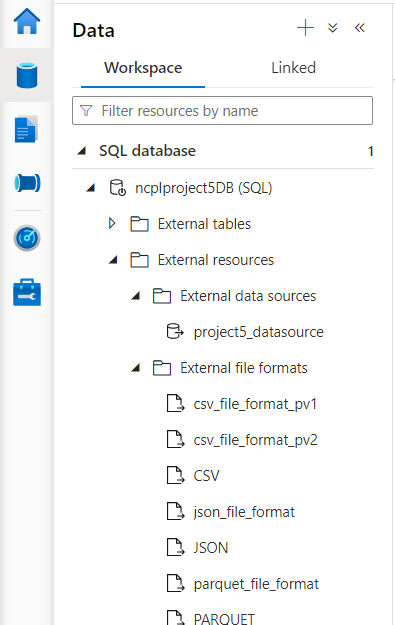 Data
Workspace Linked
Filter resources by name
SQL database 1
ncplproject5DB (SQL)
External tables
External resources
External data sources
project5_datasource
External file formats
csv_file_format_pv1
csv_file_format_pv2
CSV
json_file_format
JSON
parquet_file_format
PARQUET